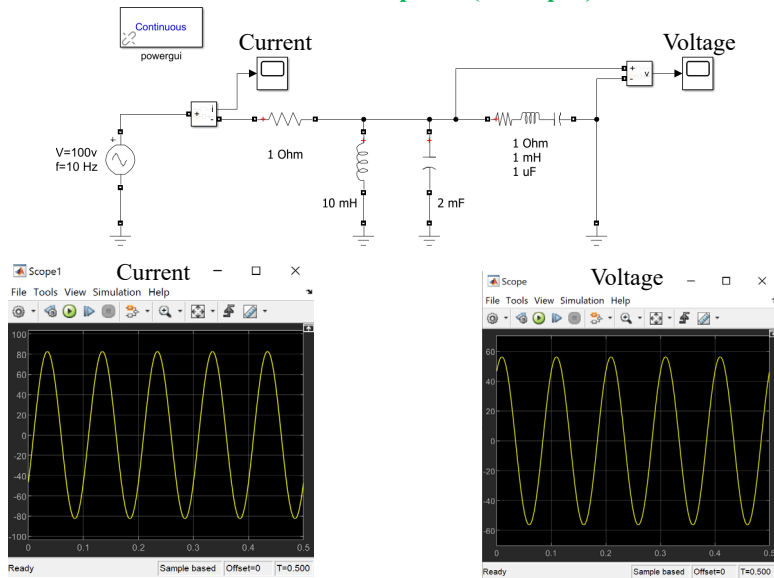 Continuous
powergui
Current
Voltage
+
i
-
+
-
v
+
V=100v
f=10 Hz
1 Ohm
10 mH
2 mF
1 Ohm
1 mH
1 uF
Scope1
Current
File Tools View Simulation Help
100
80
60
40
20
0
-20
-40
-60
-80
-100
0 0.1 0.2 0.3 0.4 0.5
Ready
Sample based Offset=0 T=0.500
Scope
Voltage
File Tools View Simulation Help
60
40
20
0
-20
-40
-60
0 0.1 0.2 0.3 0.4 0.5
Ready
Sample based Offset=0 T=0.500